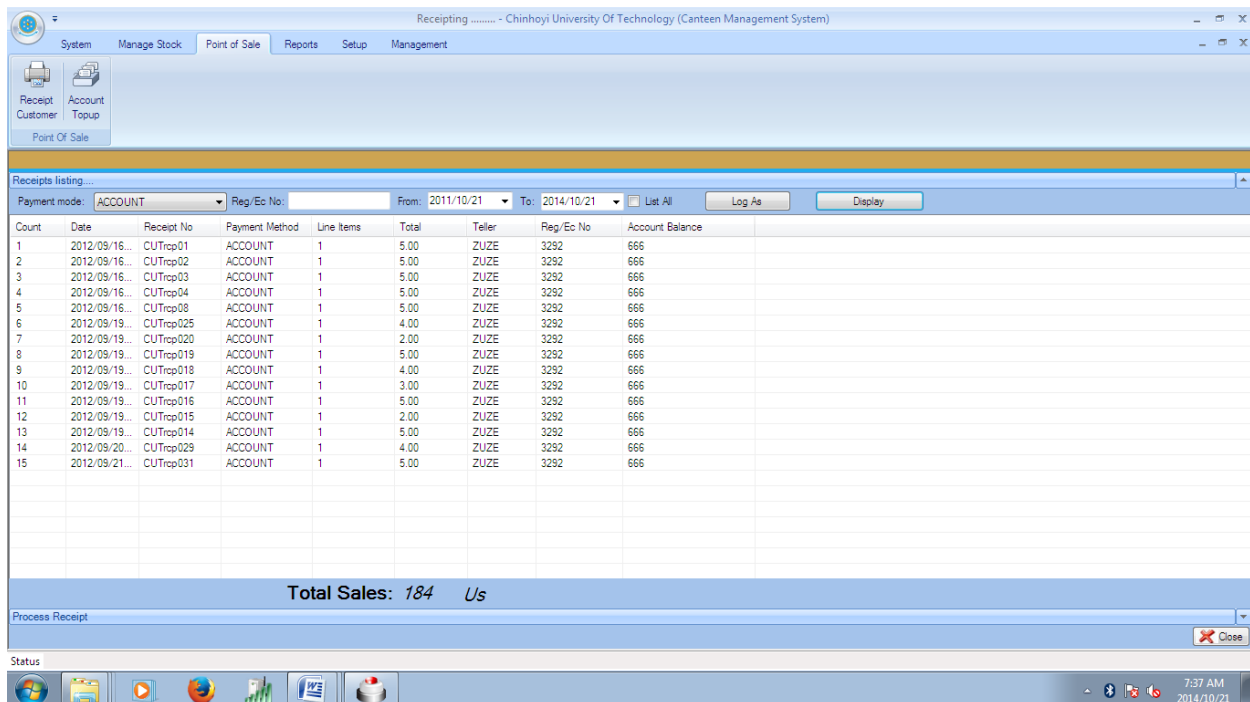 Receipting ......... - Chinhoyi University Of Technology (Canteen Management System)
System Manage Stock Point of Sale Reports Setup Management
Receipt Customer
Account Topup
Point Of Sale
Receipts listing....
Payment mode: ACCOUNT Reg/Ec No: From: 2011/10/21 To: 2014/10/21 List All Log As Display
Count Date Receipt No Payment Method Line Items Total Teller Reg/Ec No Account Balance
1 2012/09/16... CUTrcp01 ACCOUNT 1 5.00 ZUZE 3292 666
2 2012/09/16... CUTrcp02 ACCOUNT 1 5.00 ZUZE 3292 666
3 2012/09/16... CUTrcp03 ACCOUNT 1 5.00 ZUZE 3292 666
4 2012/09/16... CUTrcp04 ACCOUNT 1 5.00 ZUZE 3292 666
5 2012/09/16... CUTrcp08 ACCOUNT 1 5.00 ZUZE 3292 666
6 2012/09/19... CUTrcp025 ACCOUNT 1 4.00 ZUZE 3292 666
7 2012/09/19... CUTrcp020 ACCOUNT 1 2.00 ZUZE 3292 666
8 2012/09/19... CUTrcp019 ACCOUNT 1 5.00 ZUZE 3292 666
9 2012/09/19... CUTrcp018 ACCOUNT 1 4.00 ZUZE 3292 666
10 2012/09/19... CUTrcp017 ACCOUNT 1 3.00 ZUZE 3292 666
11 2012/09/19... CUTrcp016 ACCOUNT 1 5.00 ZUZE 3292 666
12 2012/09/19... CUTrcp015 ACCOUNT 1 2.00 ZUZE 3292 666
13 2012/09/19... CUTrcp014 ACCOUNT 1 5.00 ZUZE 3292 666
14 2012/09/20... CUTrcp029 ACCOUNT 1 4.00 ZUZE 3292 666
15 2012/09/21... CUTrcp031 ACCOUNT 1 5.00 ZUZE 3292 666
Total Sales: 184 Us
Process Receipt
Close
Status
7:37 AM
2014/10/21